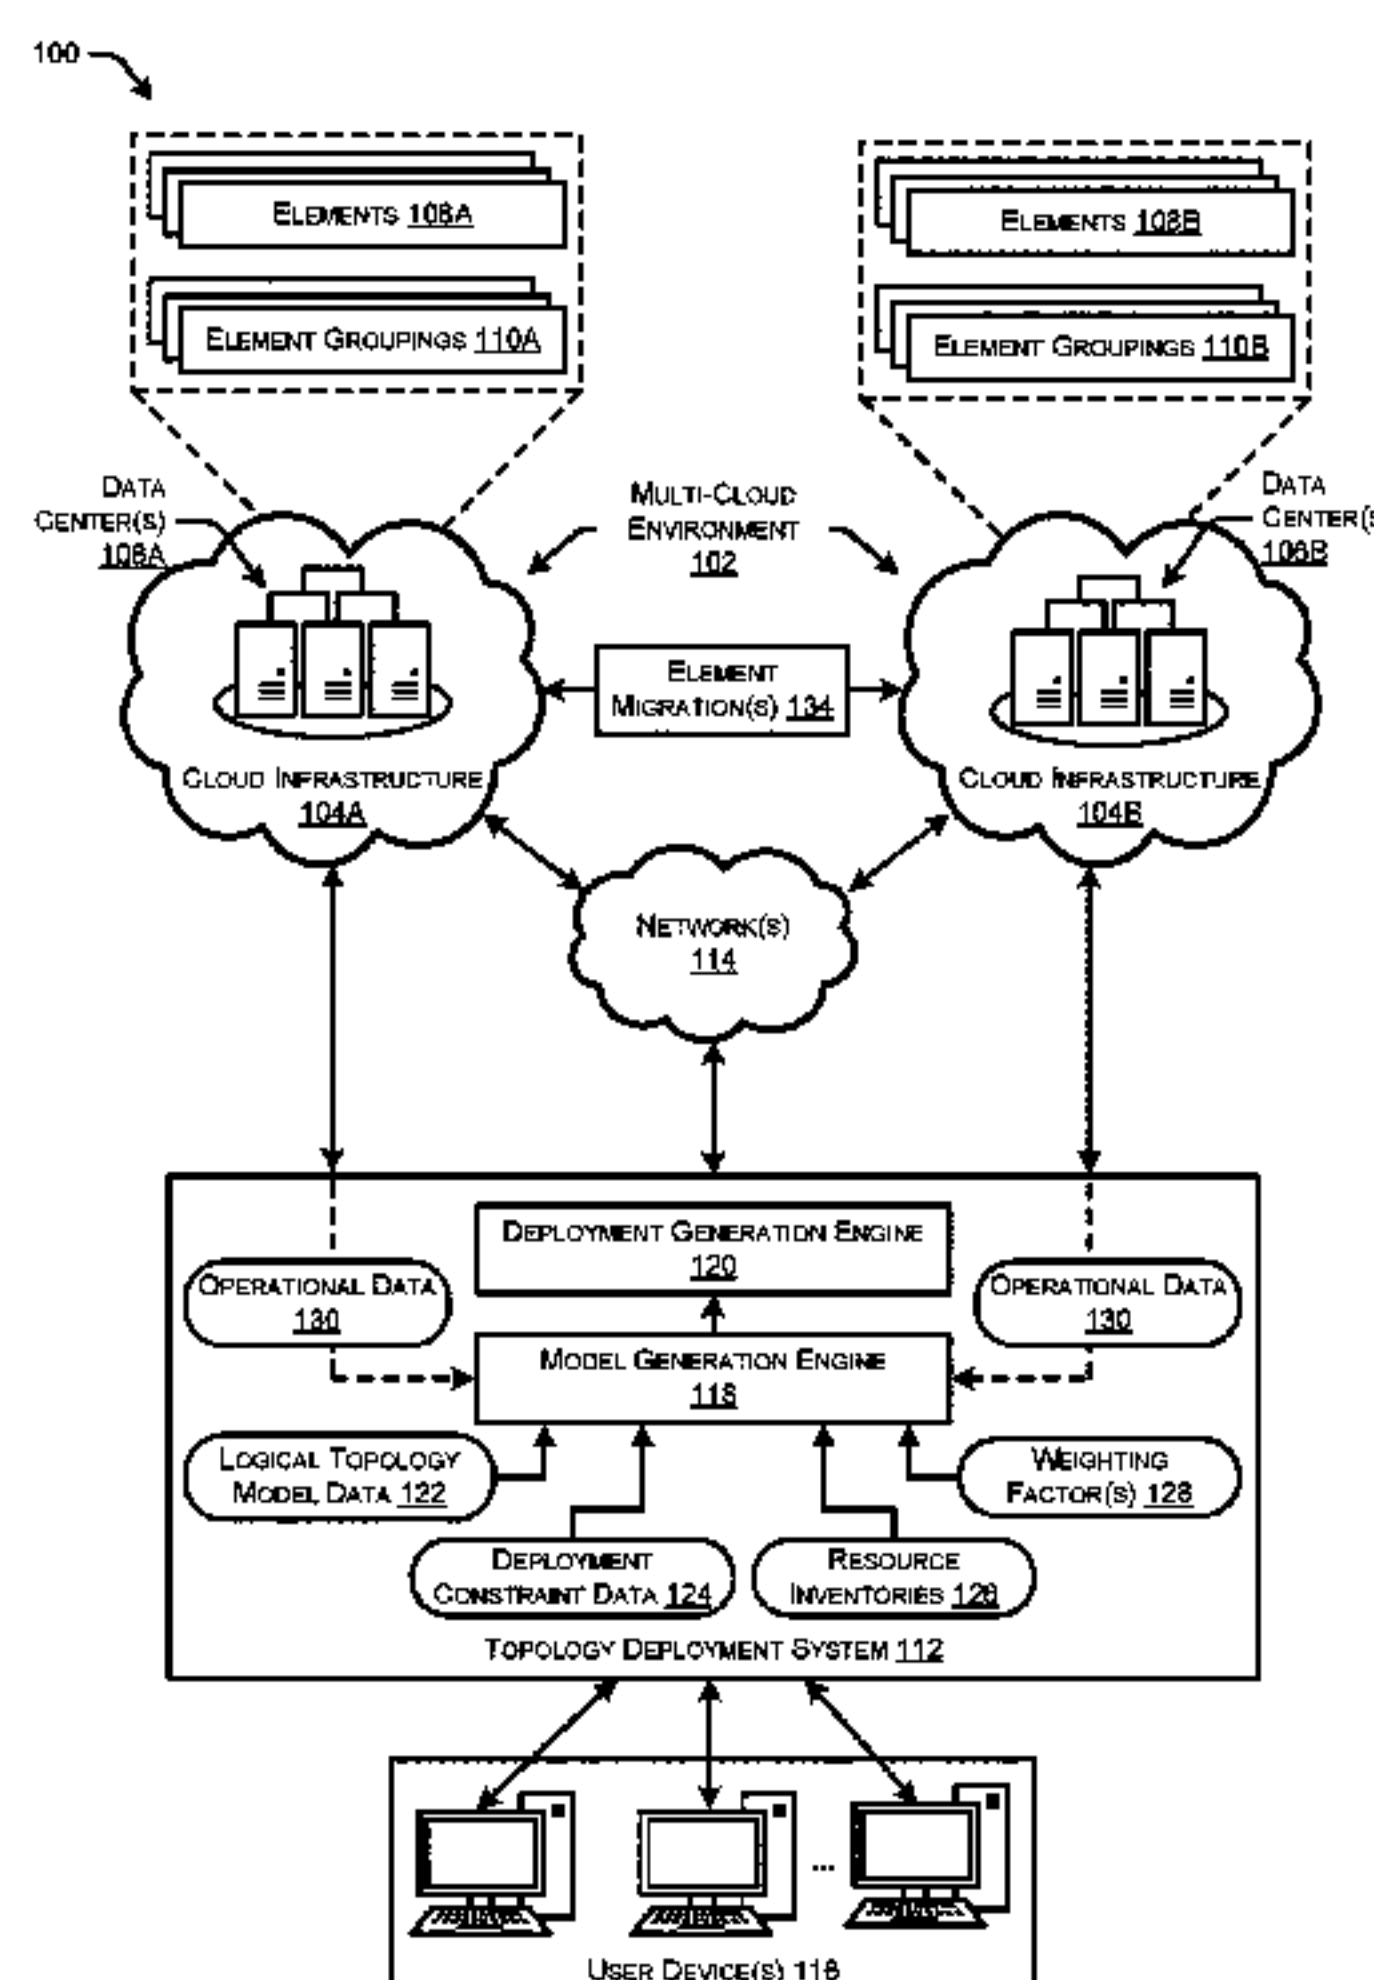 100
ELEMENTS 108A
ELEMENT GROUPINGS 110A
ELEMENTS 108B
ELEMENT GROUPINGS 110B
DATA
CENTER(S)
106A
MULTI-CLOUD
ENVIRONMENT
102
DATA
CENTER(S
106B
ELEMENT
MIGRATION(S) 134
CLOUD INFRASTRUCTURE
104A
CLOUD INFRASTRUCTURE
104B
NETWORK(S)
114
DEPLOYMENT GENERATION ENGINE
120
OPERATIONAL DATA
130
OPERATIONAL DATA
130
MODEL GENERATION ENGINE
118
LOGICAL TOPOLOGY
MODEL DATA 122
WEIGHTING
FACTOR(S) 128
DEPLOYMENT
CONSTRAINT DATA 124
RESOURCE
INVENTORIES 126
TOPOLOGY DEPLOYMENT SYSTEM 112
...
USER DEVICE(S) 116